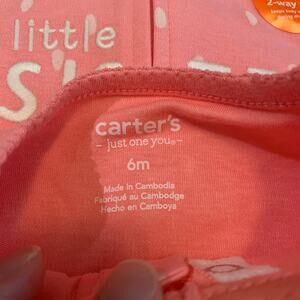 2-way
little
carter's
- just one you® -
6m
Made in Cambodia
Fabriqué au Cambodge
Hecho en Camboya